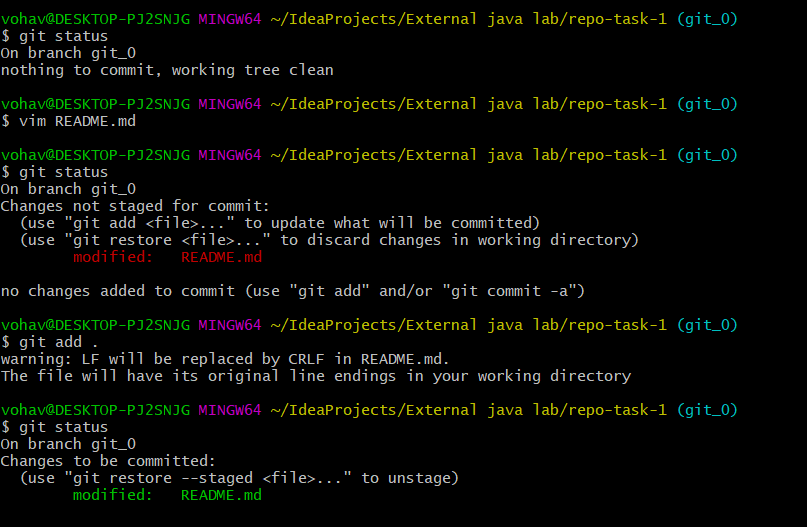 vohav@DESKTOP-PJ2SNJG MINGW64 ~/IdeaProjects/External java lab/repo-task-1 (git_0)
$ git status
On branch git_0
nothing to commit, working tree clean
vohav@DESKTOP-PJ2SNJG MINGW64 ~/IdeaProjects/External java lab/repo-task-1 (git_0)
$ vim README.md
vohav@DESKTOP-PJ2SNJG MINGW64 ~/IdeaProjects/External java lab/repo-task-1 (git_0)
$ git status
On branch git_0
Changes not staged for commit:
  (use "git add <file>..." to update what will be committed)
  (use "git restore <file>..." to discard changes in working directory)
        modified:   README.md
no changes added to commit (use "git add" and/or "git commit -a")
vohav@DESKTOP-PJ2SNJG MINGW64 ~/IdeaProjects/External java lab/repo-task-1 (git_0)
$ git add .
warning: LF will be replaced by CRLF in README.md.
The file will have its original line endings in your working directory
vohav@DESKTOP-PJ2SNJG MINGW64 ~/IdeaProjects/External java lab/repo-task-1 (git_0)
$ git status
On branch git_0
Changes to be committed:
  (use "git restore --staged <file>..." to unstage)
        modified:   README.md